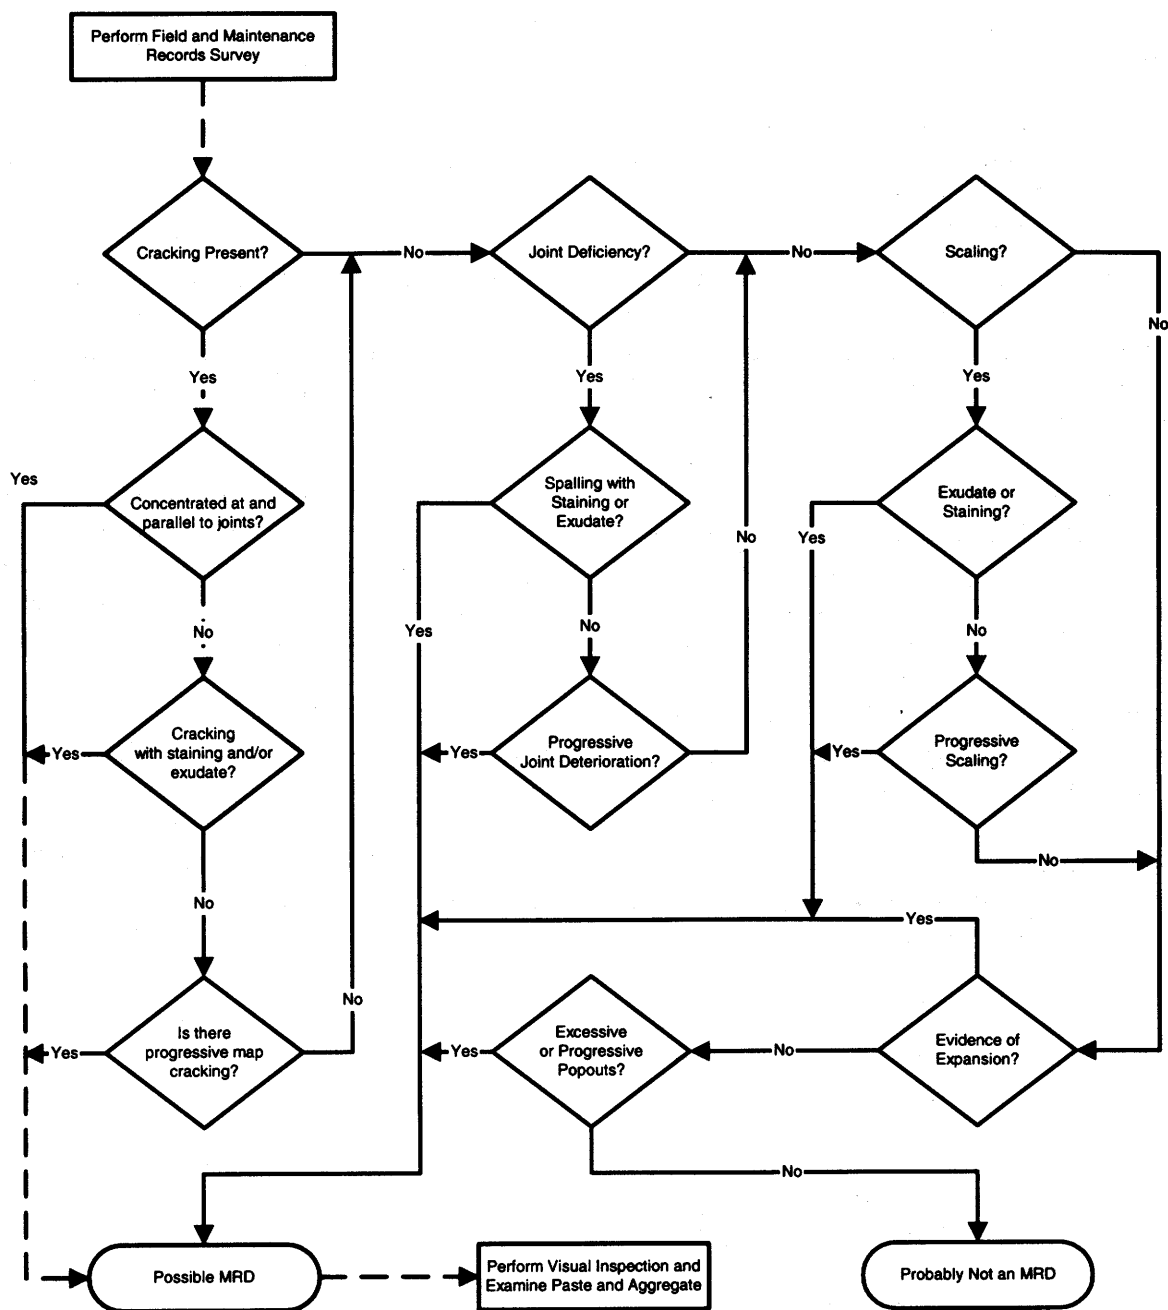 Perform Field and Maintenance
Records Survey
Cracking Present?
No
Joint Deficiency?
No
Scaling?
No
Yes
Yes
Yes
Yes
Concentrated at and
parallel to joints?
Spalling with
Staining or
Exudate?
Exudate or
Staining?
No
Yes
No
Yes
No
No
Yes
Cracking
with staining and/or
exudate?
Yes
Progressive
Joint Deterioration?
Yes
Progressive
Scaling?
No
No
Yes
No
Yes
Is there
progressive map
cracking?
Yes
Excessive
or Progressive
Popouts?
No
Evidence of
Expansion?
No
Possible MRD
Perform Visual Inspection and
Examine Paste and Aggregate
Probably Not an MRD